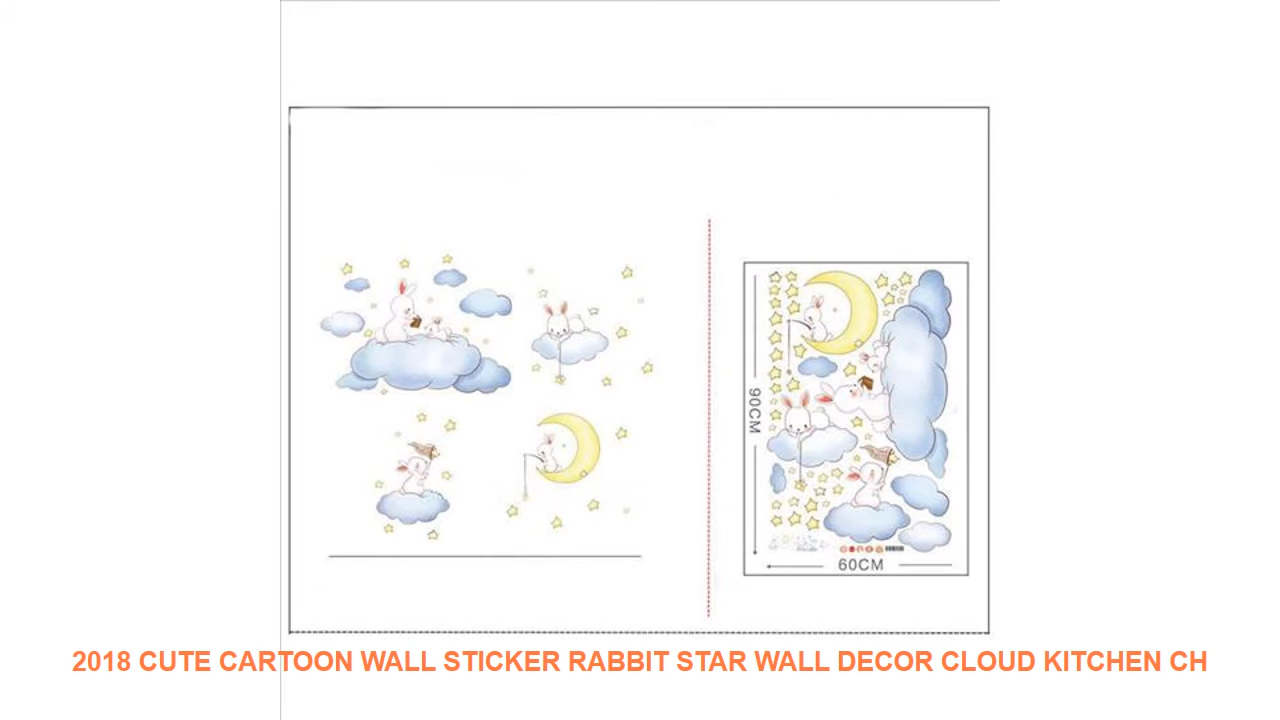 90CM
60CM
2018 CUTE CARTOON WALL STICKER RABBIT STAR WALL DECOR CLOUD KITCHEN CH